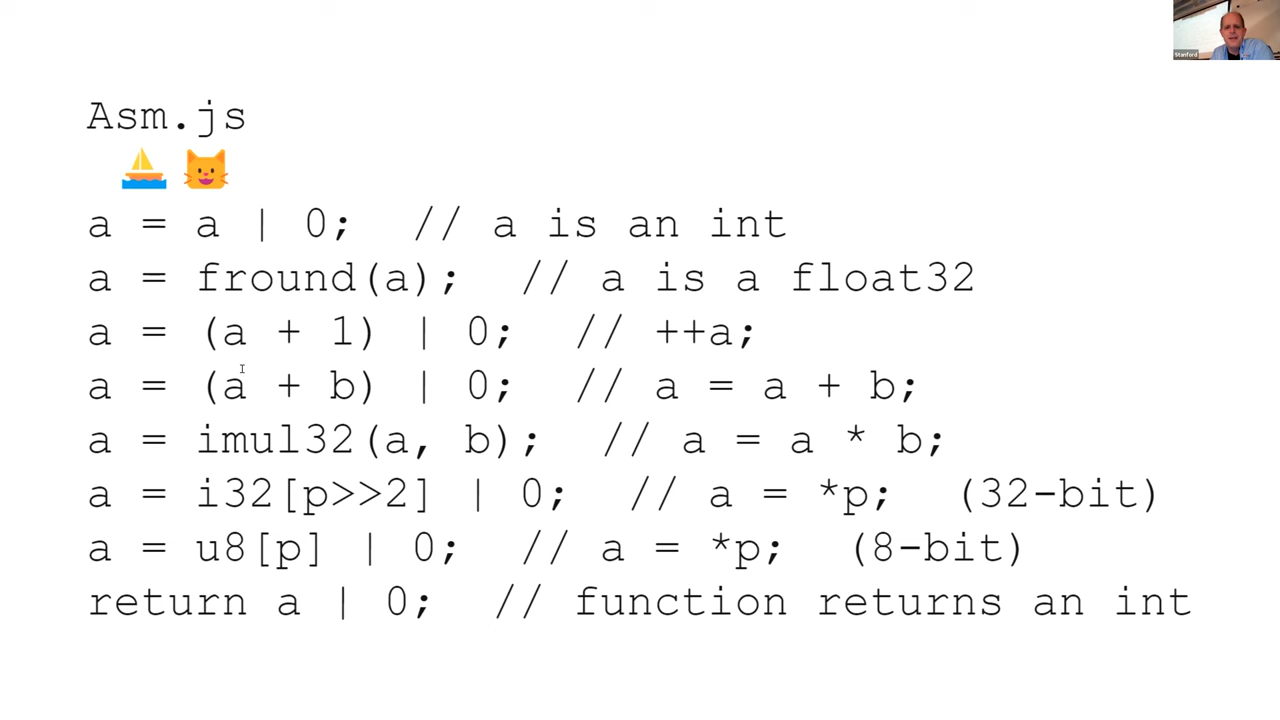 Stanford
Asm.js
a = a | 0;  // a is an int
a = fround(a);  // a is a float32
a = (a + 1) | 0;  // ++a;
a = (a + b) | 0;  // a = a + b;
a = imul32(a, b);  // a = a * b;
a = i32[p>>2] | 0;  // a = *p;  (32-bit)
a = u8[p] | 0;  // a = *p;  (8-bit)
return a | 0;  // function returns an int